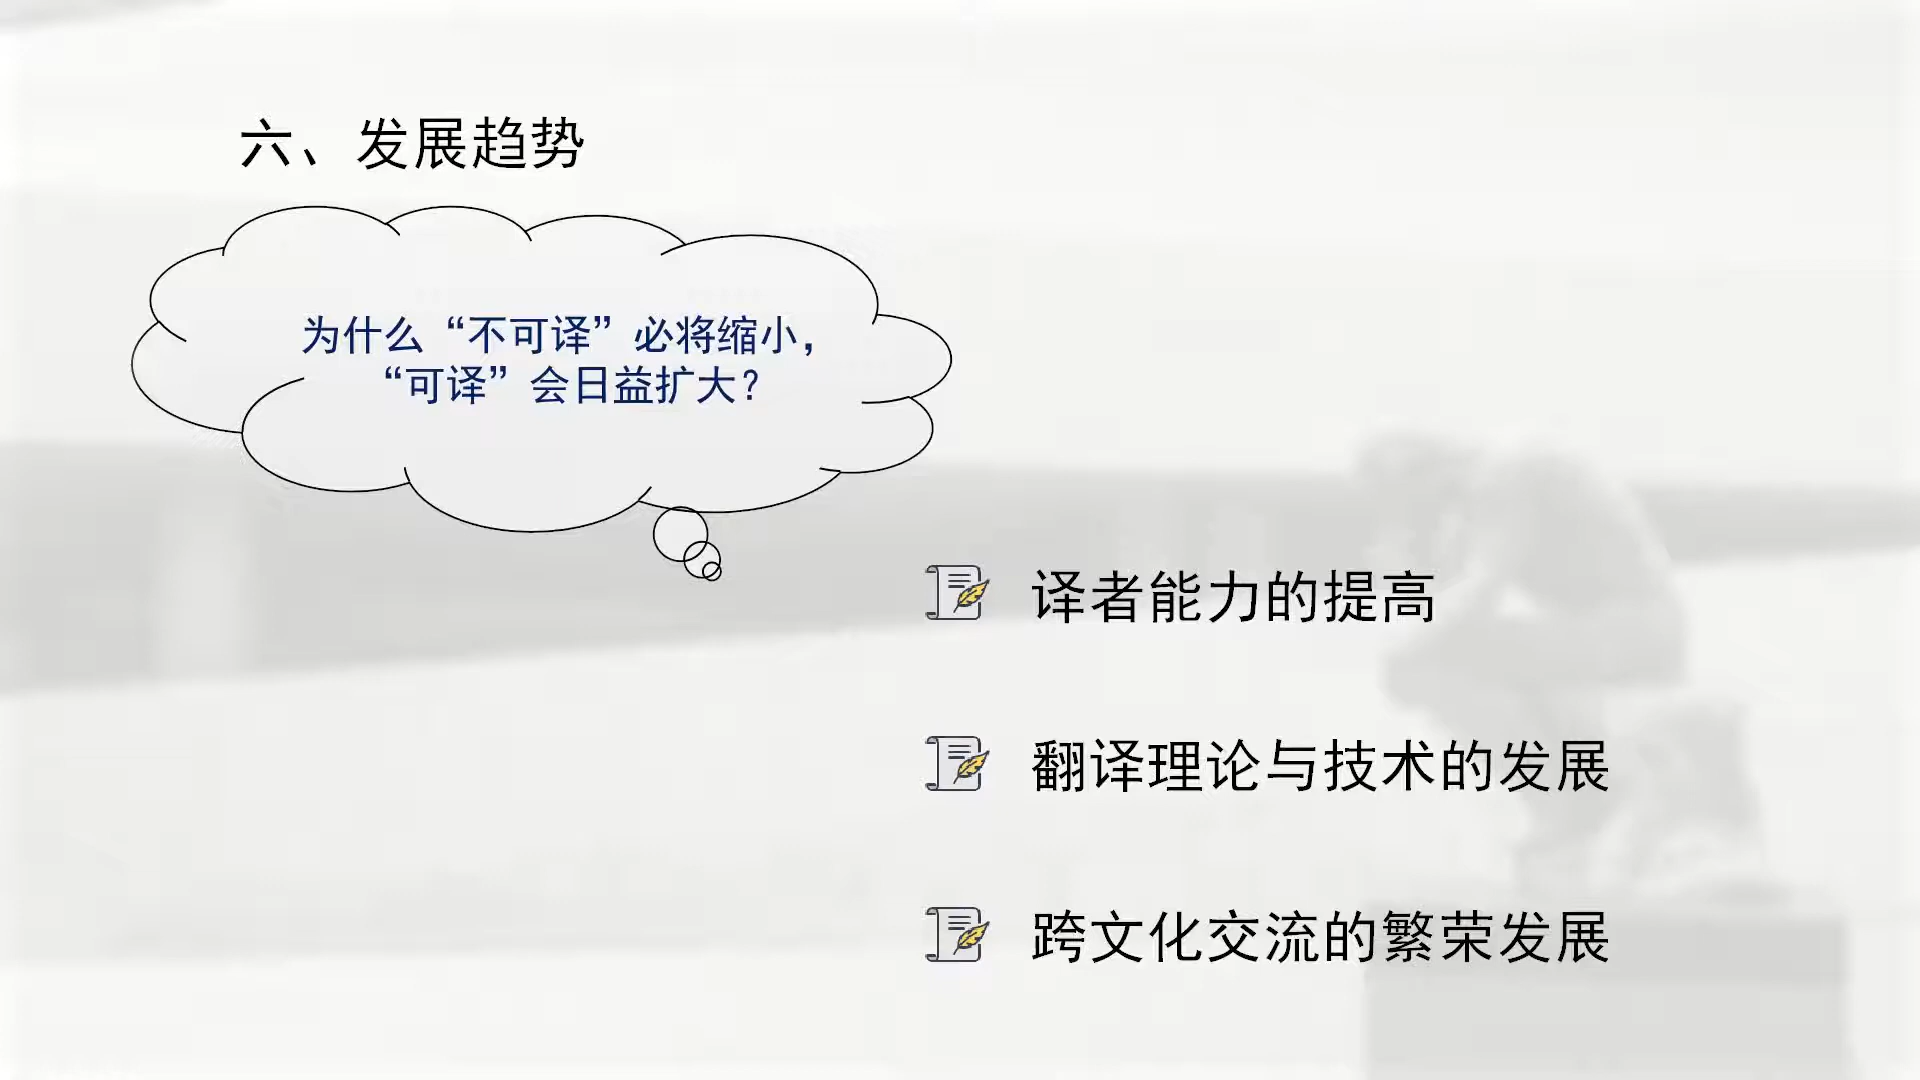 六、发展趋势
为什么“不可译”必将缩小，
“可译”会日益扩大？
译者能力的提高
翻译理论与技术的发展
跨文化交流的繁荣发展